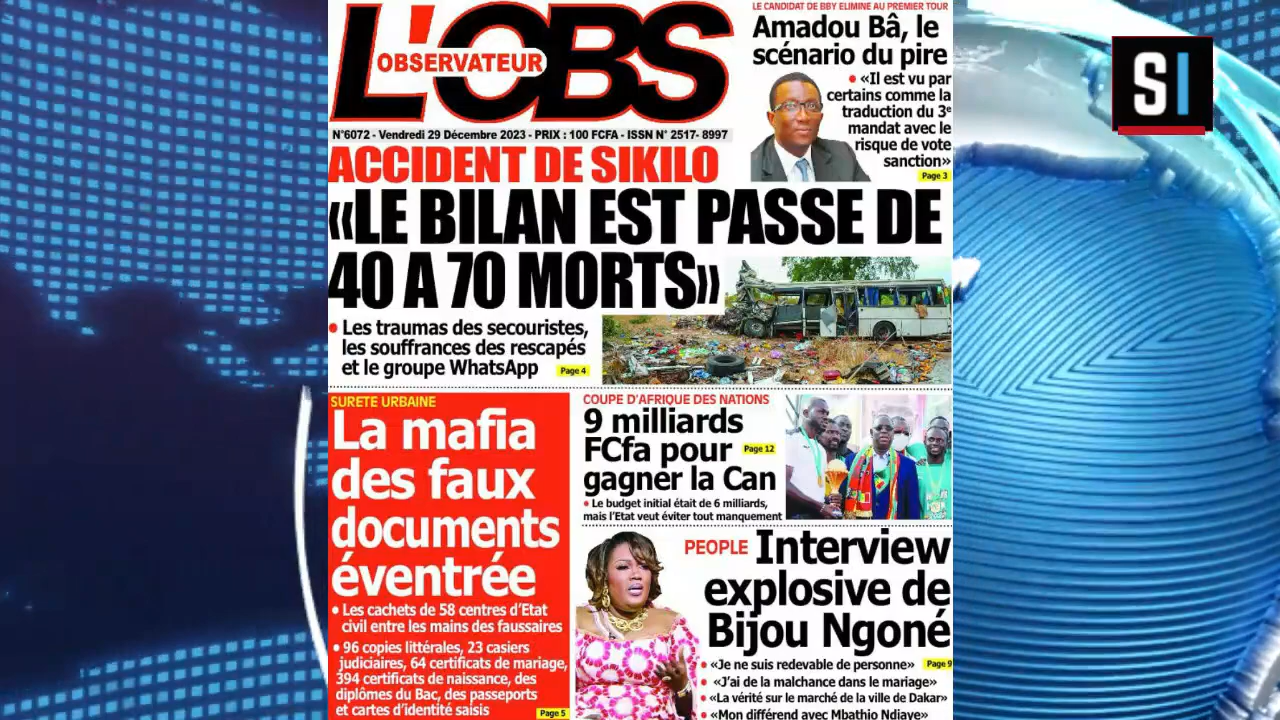 L'OBS
OBSERVATEUR
N°6072 - Vendredi 29 Décembre 2023 - PRIX : 100 FCFA - ISSN N° 2517- 8997
LE CANDIDAT DE BBY ELIMINE AU PREMIER TOUR
Amadou Bâ, le
scénario du pire
• «Il est vu par
certains comme la
traduction du 3e
mandat avec le
risque de vote
sanction»
Page 3
SI
ACCIDENT DE SIKILO
«LE BILAN EST PASSE DE
40 A 70 MORTS»
• Les traumas des secouristes,
les souffrances des rescapés
et le groupe WhatsApp Page 4
SURETE URBAINE
La mafia
des faux
documents
éventrée
• Les cachets de 58 centres d'Etat
civil entre les mains des faussaires
• 96 copies littérales, 23 casiers
judiciaires, 64 certificats de mariage,
394 certificats de naissance, des
diplômes du Bac, des passeports
et cartes d'identité saisis Page 5
COUPE D'AFRIQUE DES NATIONS
9 milliards
FCfa pour Page 12
gagner la Can
• Le budget initial était de 6 milliards,
mais l'Etat veut éviter tout manquement
PEOPLE Interview
explosive de
Bijou Ngoné
• «Je ne suis redevable de personne» Page 9
• «J'ai de la malchance dans le mariage»
• «La vérité sur le marché de la ville de Dakar»
• «Mon différend avec Mbathio Ndiaye»